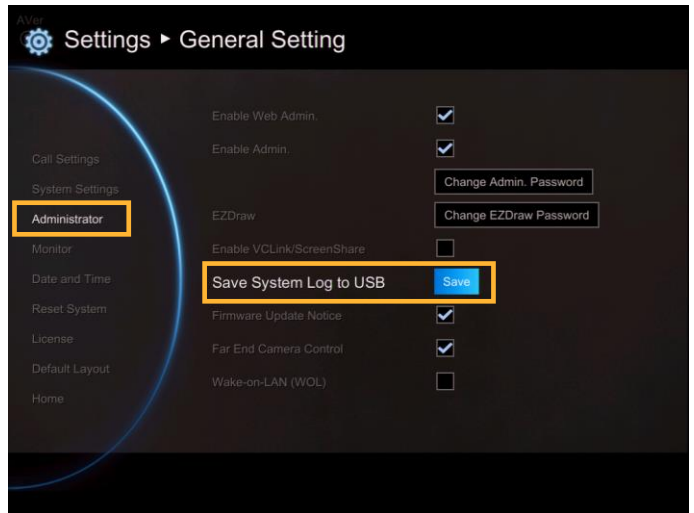 AVer
Settings ▸ General Setting
Call Settings
System Settings
Administrator
Monitor
Date and Time
Reset System
License
Default Layout
Home
Enable Web Admin.
Enable Admin.
Change Admin. Password
EZDraw
Change EZDraw Password
Enable VCLink/ScreenShare
Save System Log to USB
Save
Firmware Update Notice
Far End Camera Control
Wake-on-LAN (WOL)